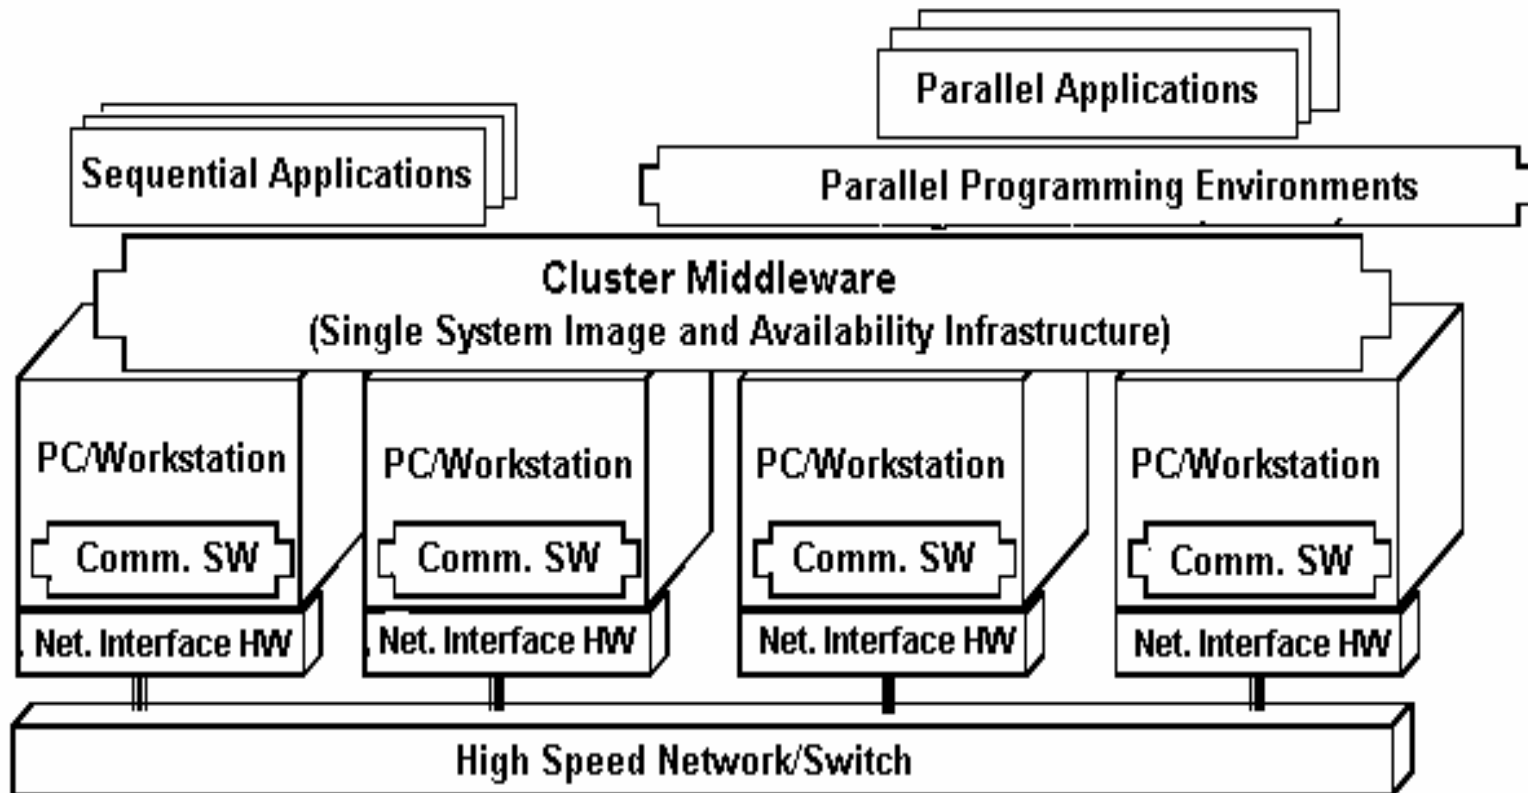 Parallel Applications
Sequential Applications
Parallel Programming Environments
Cluster Middleware
(Single System Image and Availability Infrastructure)
PC/Workstation
PC/Workstation
PC/Workstation
PC/Workstation
Comm. SW
Comm. SW
Comm. SW
Comm. SW
Net. Interface HW
Net. Interface HW
Net. Interface HW
Net. Interface HW
High Speed Network/Switch